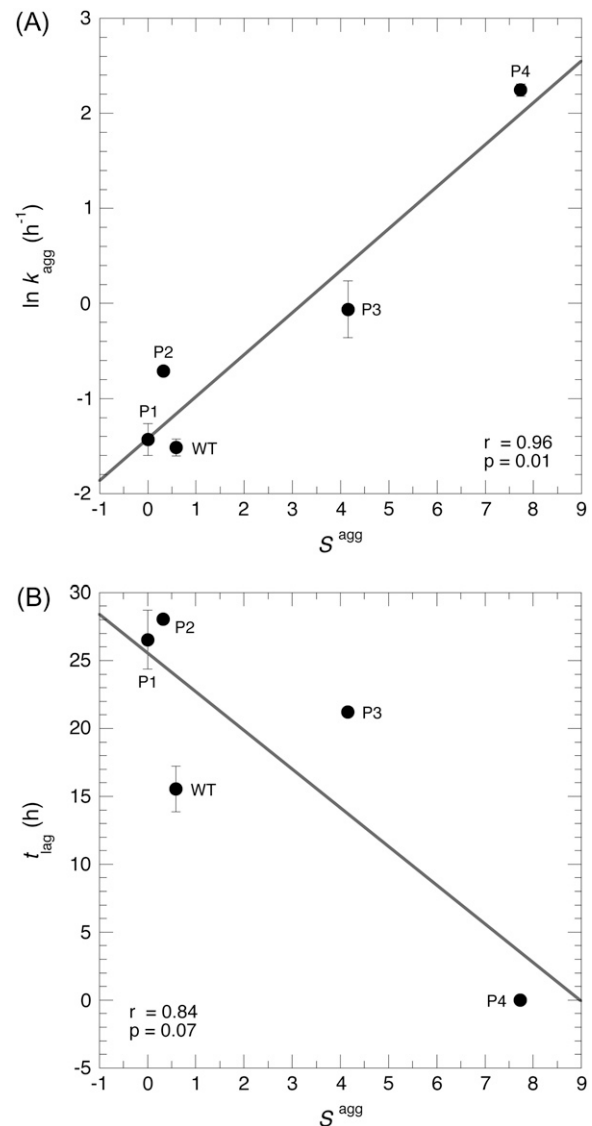 (A)
3
2
1
0
-1
-2
ln k agg (h-1)
P4
P3
P2
P1
WT
r = 0.96
p = 0.01
-1 0 1 2 3 4 5 6 7 8 9
S agg
(B)
30
25
20
15
10
5
0
-5
t lag (h)
P2
P1
P3
WT
P4
r = 0.84
p = 0.07
-1 0 1 2 3 4 5 6 7 8 9
S agg